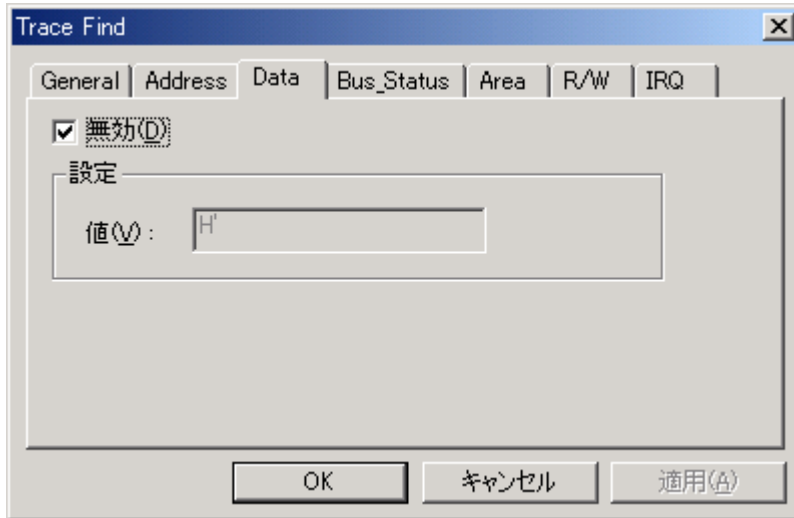 Trace Find
General Address Data Bus_Status Area R/W IRQ
無効(D)
設定
値(V):
H'
OK キャンセル 適用(A)